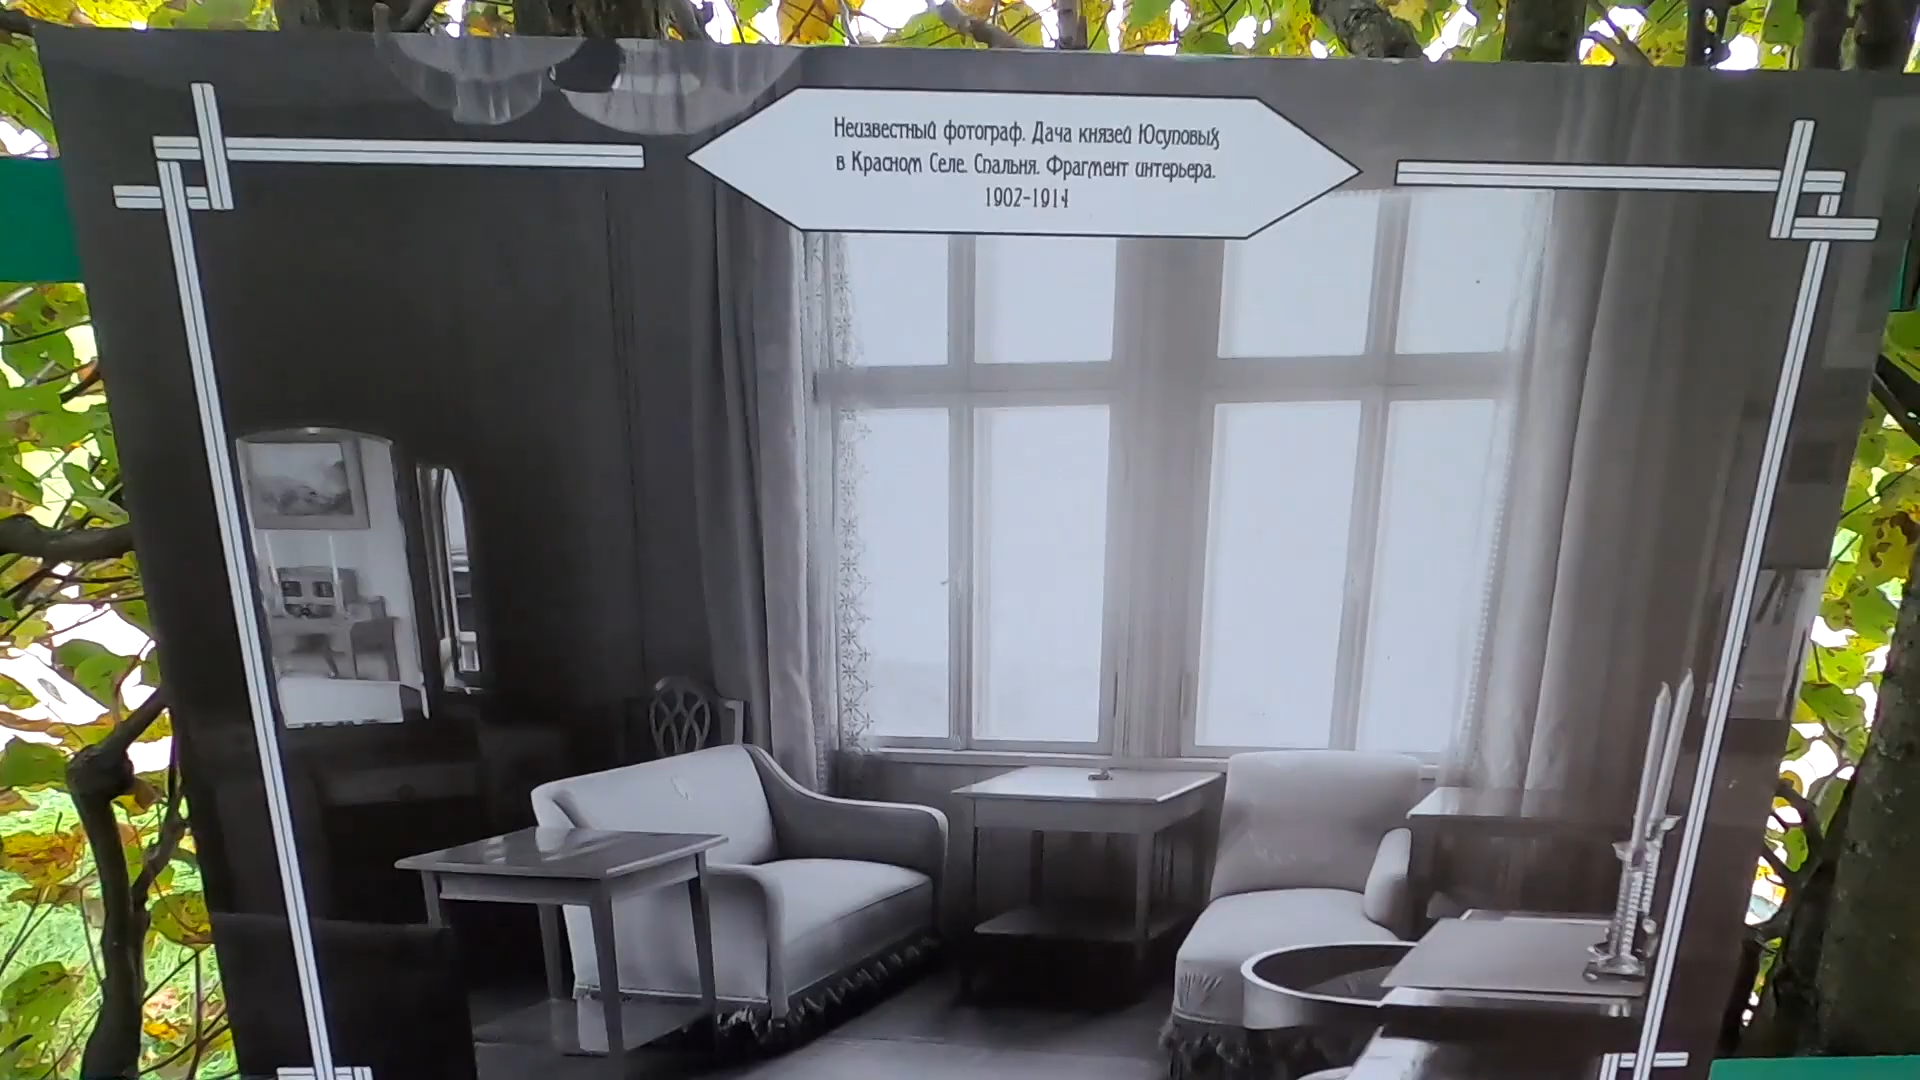 Неизвестный фотограф. Дача князей Юсуповых
в Красном Селе. Спальня. Фрагмент интерьера.
1902-1914